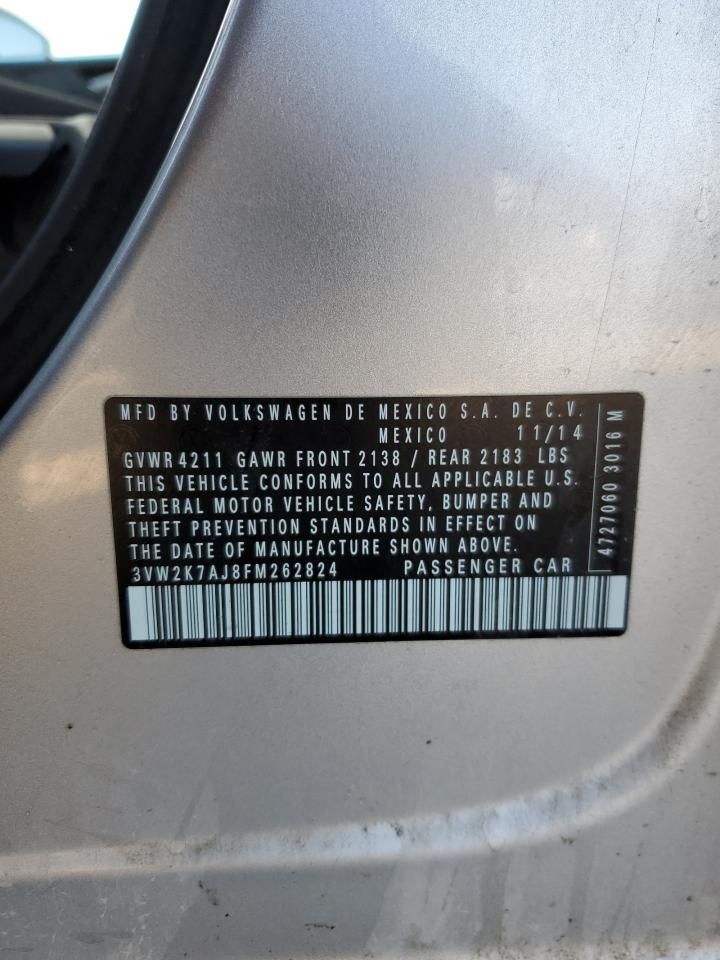 MFD BY VOLKSWAGEN DE MEXICO S.A. DE C.V.
MEXICO 11/14
GVWR 4211 GAWR FRONT 2138 / REAR 2183 LBS
THIS VEHICLE CONFORMS TO ALL APPLICABLE U.S.
FEDERAL MOTOR VEHICLE SAFETY, BUMPER AND
THEFT PREVENTION STANDARDS IN EFFECT ON
THE DATE OF MANUFACTURE SHOWN ABOVE.
3VW2K7AJ8FM262824 PASSENGER CAR
4727060 3016 M